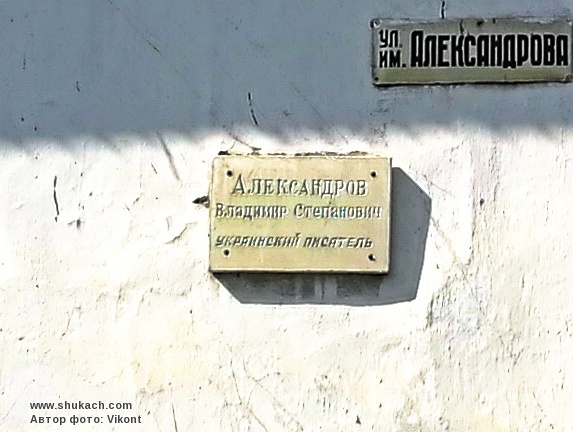 ул.
им. АЛЕКСАНДРОВА
АЛЕКСАНДРОВ
ВЛАДИМИР СТЕПАНОВИЧ
УКРАИНСКИЙ ПИСАТЕЛЬ
www.shukach.com
Автор фото: Vikont